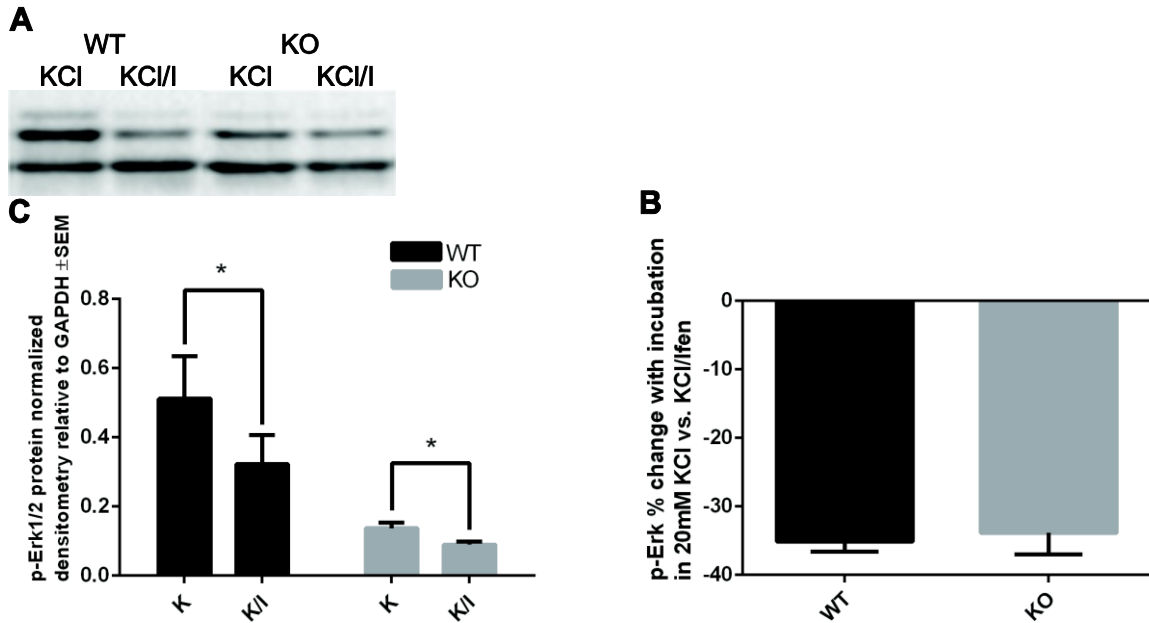 A
WT KO
KCl KCl/I KCl KCl/I
C
p-Erk1/2 protein normalized
densitometry relative to GAPDH ±SEM
0.8
0.6
0.4
0.2
0.0
*
*
WT
KO
K K/I K K/I
B
p-Erk % change with incubation
in 20mM KCl vs. KCl/Ifen
0
-10
-20
-30
-40
WT KO